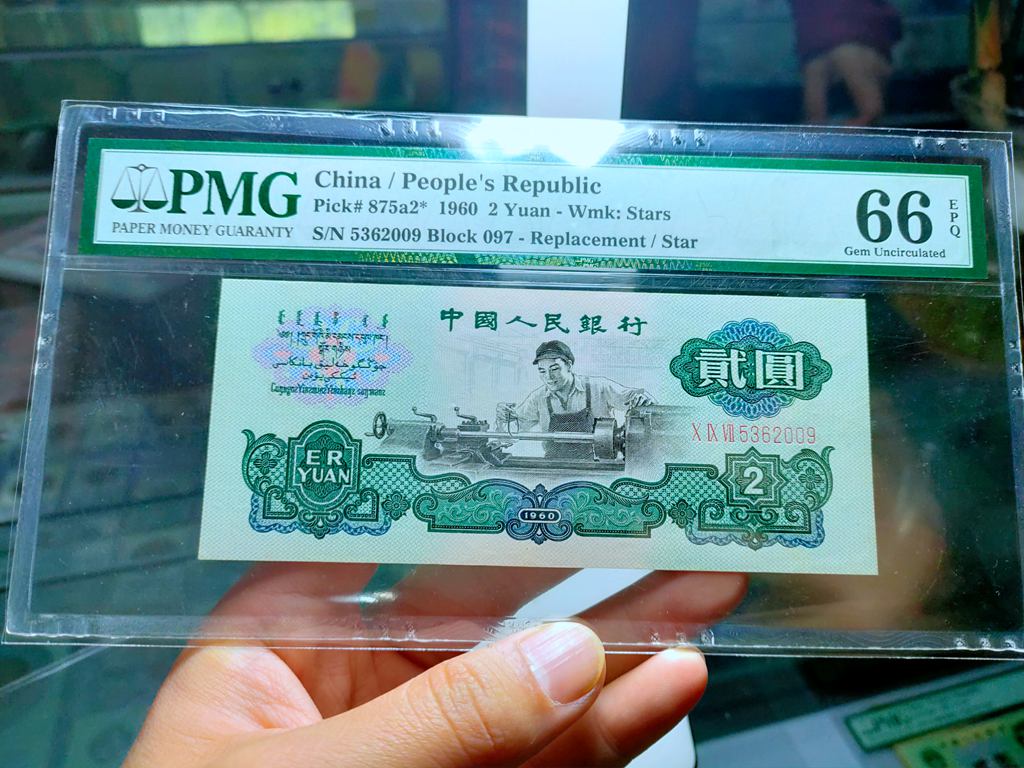 PMG
PAPER MONEY GUARANTY
China / People's Republic
Pick# 875a2* 1960 2 Yuan - Wmk: Stars
S/N 5362009 Block 097 - Replacement / Star
66
EPQ
Gem Uncirculated
中國人民銀行
貳圓
X IX VII 5362009
ER
YUAN
1960
2
PMG